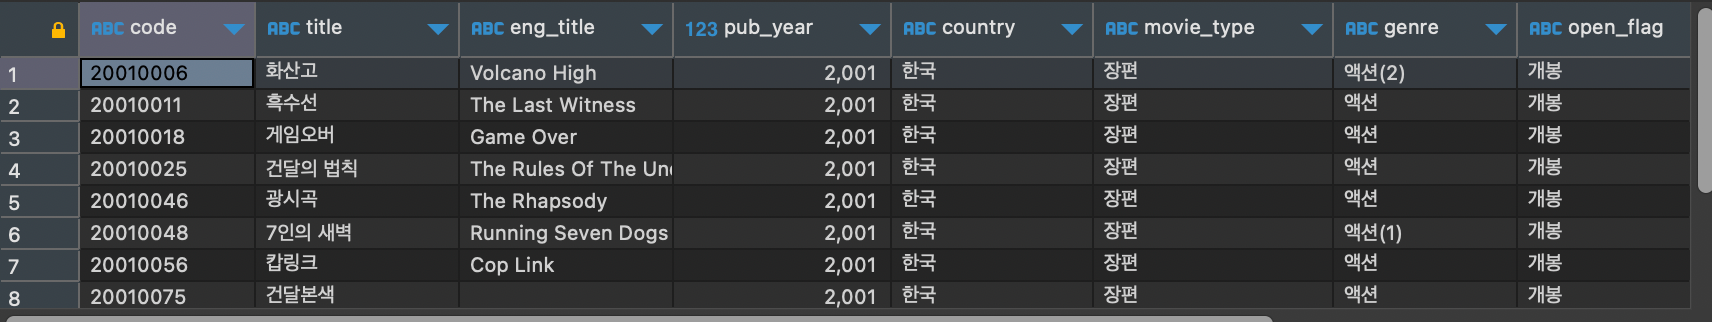 ABC code ABC title ABC eng_title 123 pub_year ABC country ABC movie_type ABC genre ABC open_flag
1 20010006 화산고 Volcano High 2,001 한국 장편 액션(2) 개봉
2 20010011 흑수선 The Last Witness 2,001 한국 장편 액션 개봉
3 20010018 게임오버 Game Over 2,001 한국 장편 액션 개봉
4 20010025 건달의 법칙 The Rules Of The Und 2,001 한국 장편 액션 개봉
5 20010046 광시곡 The Rhapsody 2,001 한국 장편 액션 개봉
6 20010048 7인의 새벽 Running Seven Dogs 2,001 한국 장편 액션(1) 개봉
7 20010056 캅링크 Cop Link 2,001 한국 장편 액션 개봉
8 20010075 건달본색 2,001 한국 장편 액션 개봉